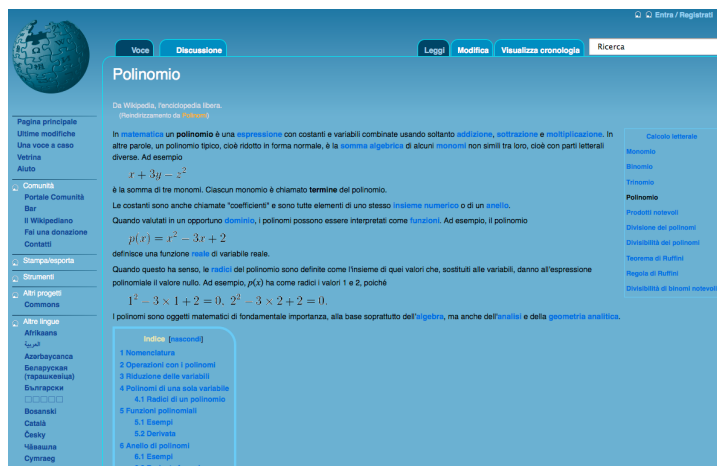 Entra / Registrati
Voce
Discussione
Leggi
Modifica
Visualizza cronologia
Ricerca
Polinomio
Da Wikipedia, l'enciclopedia libera.
(Reindirizzamento da Polinomi)
Pagina principale
Ultime modifiche
Una voce a caso
Vetrina
Aiuto
Comunità
Portale Comunità
Bar
Il Wikipediano
Fai una donazione
Contatti
Stampa/esporta
Strumenti
Altri progetti
Commons
Altre lingue
Afrikaans
العربية
Azərbaycanca
Беларуская
(тарашкевіца)
Български
Bosanski
Català
Česky
Чӑвашла
Cymraeg
In matematica un polinomio è una espressione con costanti e variabili combinate usando soltanto addizione, sottrazione e moltiplicazione. In
altre parole, un polinomio tipico, cioè ridotto in forma normale, è la somma algebrica di alcuni monomi non simili tra loro, cioè con parti letterali
diverse. Ad esempio
x + 3y − z²
è la somma di tre monomi. Ciascun monomio è chiamato termine del polinomio.
Le costanti sono anche chiamate "coefficienti" e sono tutte elementi di uno stesso insieme numerico o di un anello.
Quando valutati in un opportuno dominio, i polinomi possono essere interpretati come funzioni. Ad esempio, il polinomio
p(x) = x² − 3x + 2
definisce una funzione reale di variabile reale.
Quando questo ha senso, le radici del polinomio sono definite come l'insieme di quei valori che, sostituiti alle variabili, danno all'espressione
polinomiale il valore nullo. Ad esempio, p(x) ha come radici i valori 1 e 2, poiché
1² − 3 × 1 + 2 = 0, 2² − 3 × 2 + 2 = 0.
I polinomi sono oggetti matematici di fondamentale importanza, alla base soprattutto dell'algebra, ma anche dell'analisi e della geometria analitica.
Calcolo letterale
Monomio
Binomio
Trinomio
Polinomio
Prodotti notevoli
Divisione dei polinomi
Divisibilità dei polinomi
Teorema di Ruffini
Regola di Ruffini
Divisibilità di binomi notevoli
Indice [nascondi]
1 Nomenclatura
2 Operazioni con i polinomi
3 Riduzione delle variabili
4 Polinomi di una sola variabile
4.1 Radici di un polinomio
5 Funzioni polinomiali
5.1 Esempi
5.2 Derivata
6 Anello di polinomi
6.1 Esempi